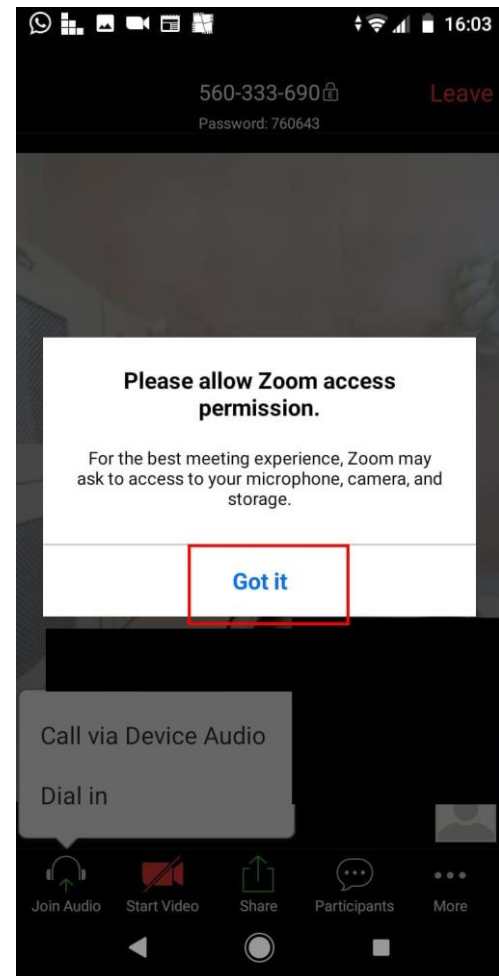 16:03
560-333-690
Leave
Password: 760643
Please allow Zoom access
permission.
For the best meeting experience, Zoom may
ask to access to your microphone, camera, and
storage.
Got it
Call via Device Audio
Dial in
Join Audio Start Video Share Participants More